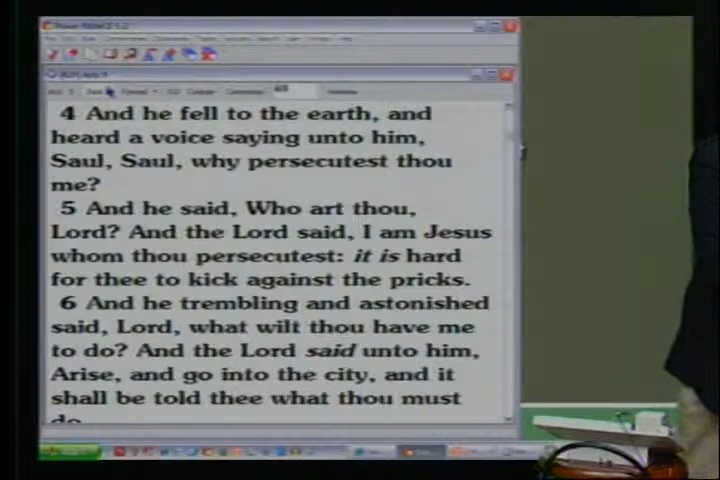 4 And he fell to the earth, and
heard a voice saying unto him,
Saul, Saul, why persecutest thou
me?
5 And he said, Who art thou,
Lord? And the Lord said, I am Jesus
whom thou persecutest: it is hard
for thee to kick against the pricks.
6 And he trembling and astonished
said, Lord, what wilt thou have me
to do? And the Lord said unto him,
Arise, and go into the city, and it
shall be told thee what thou must
do